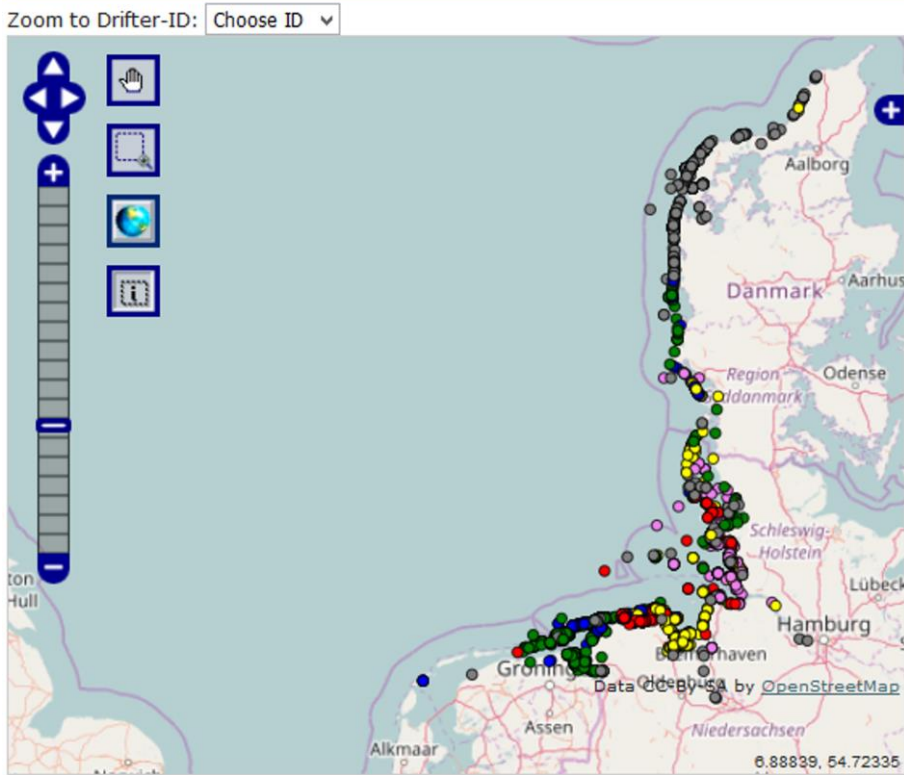 Zoom to Drifter-ID: Choose ID
Aalborg
Danmark
Aarhus
Region
Odense
Schleswig-
Holstein
Hull
Lübeck
Hamburg
Groning
Oldenburg
Data CC-By-SA by OpenStreetMap
Assen
Niedersachsen
Alkmaar
6.88839, 54.72335